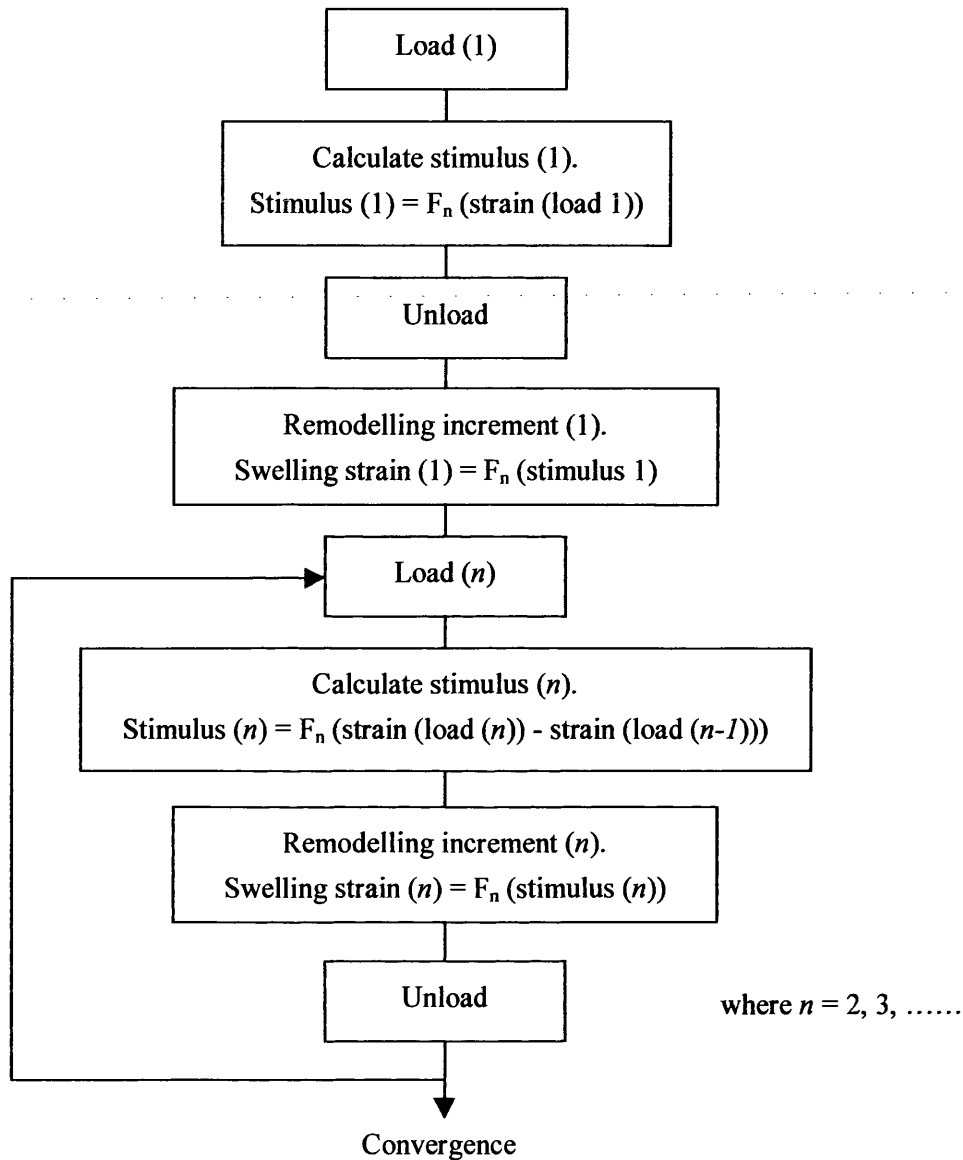 Load (1)
Calculate stimulus (1).
Stimulus (1) = Fn (strain (load 1))
Unload
Remodelling increment (1).
Swelling strain (1) = Fn (stimulus 1)
Load (n)
Calculate stimulus (n).
Stimulus (n) = Fn (strain (load (n)) - strain (load (n-1)))
Remodelling increment (n).
Swelling strain (n) = Fn (stimulus (n))
Unload
where n = 2, 3, ……
Convergence